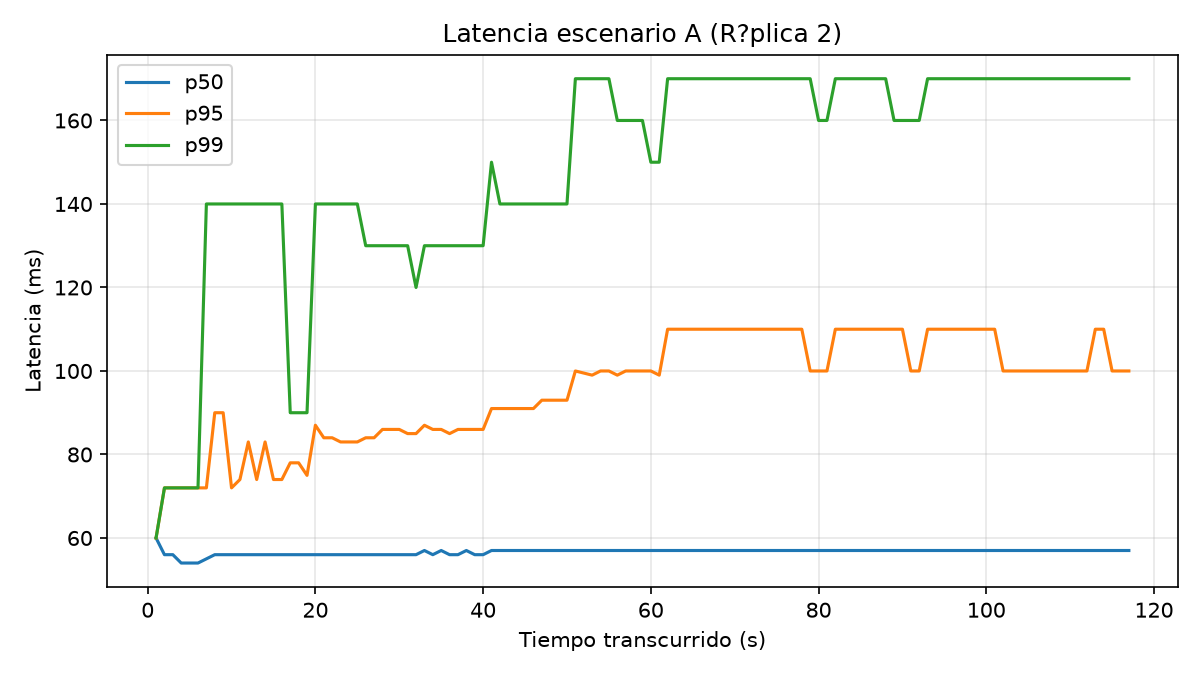 Latencia escenario A (R?plica 2)
p50
p95
p99
Latencia (ms)
160
140
120
100
80
60
0 20 40 60 80 100 120
Tiempo transcurrido (s)